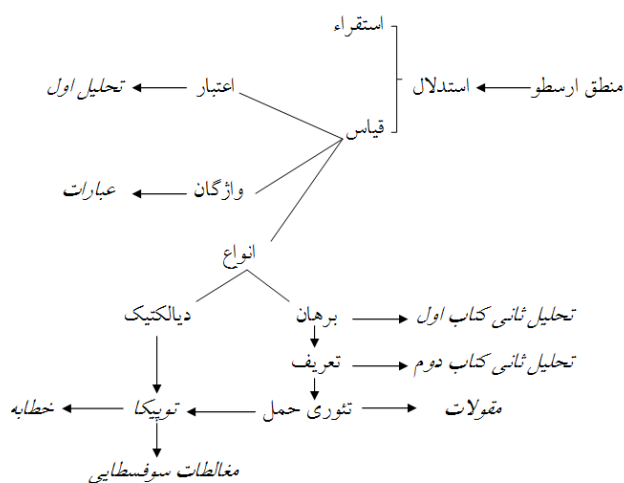 استقراء
منطق ارسطو استدلال
اعتبار تحلیل اول
قیاس
واژگان عبارات
انواع
تحلیل ثانی کتاب اول برهان دیالکتیک
تحلیل ثانی کتاب دوم تعریف
مقولات تئوری حمل توپیکا خطابه
مغالطات سوفسطایی